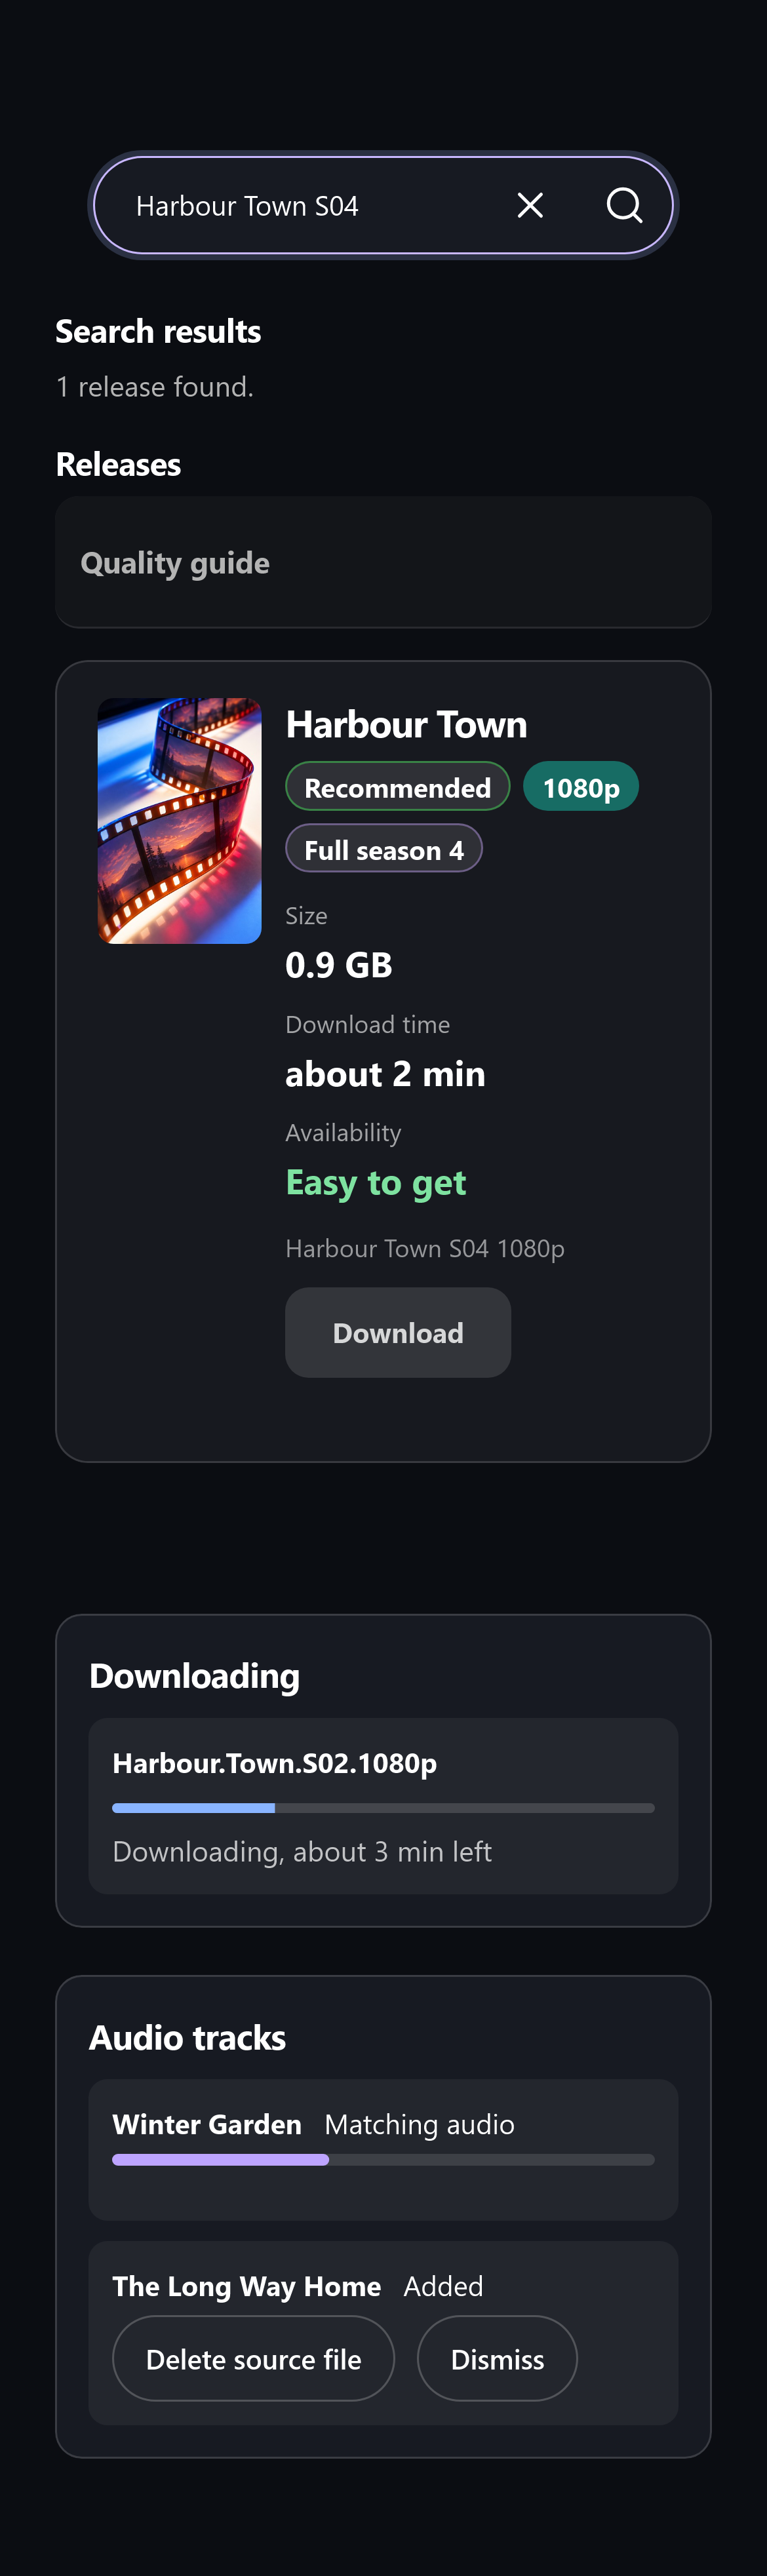 Harbour Town S04
Search results
1 release found.
Releases
Quality guide
Harbour Town
Recommended 1080p
Full season 4
Size
0.9 GB
Download time
about 2 min
Availability
Easy to get
Harbour Town S04 1080p
Download
Downloading
Harbour.Town.S02.1080p
Downloading, about 3 min left
Audio tracks
Winter Garden Matching audio
The Long Way Home Added
Delete source file Dismiss